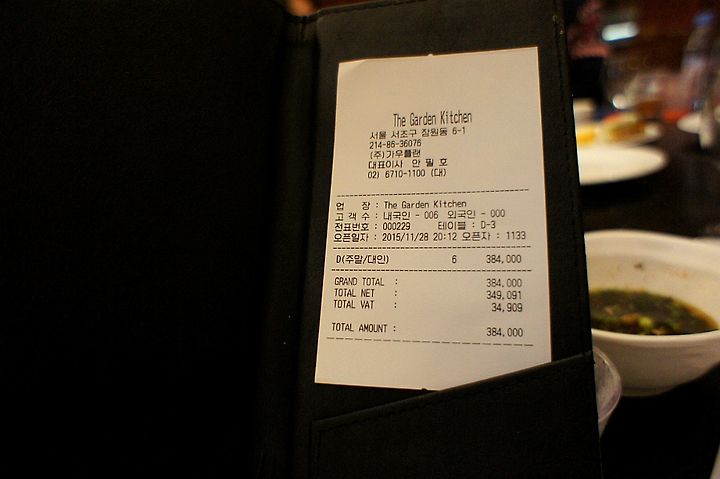 The Garden Kitchen
서울 서초구 잠원동 6-1
214-86-36076
(주)가우플랜
대표이사 안 필 호
02) 6710-1100 (대)
업 장 : The Garden Kitchen
고 객 수 : 내국인 - 006 외국인 - 000
전표번호 : 000229 테이블 : D-3
오픈일자 : 2015/11/28 20:12 오픈자 : 1133
D(주말/대인) 6 384,000
GRAND TOTAL : 384,000
TOTAL NET : 349,091
TOTAL VAT : 34,909
TOTAL AMOUNT : 384,000